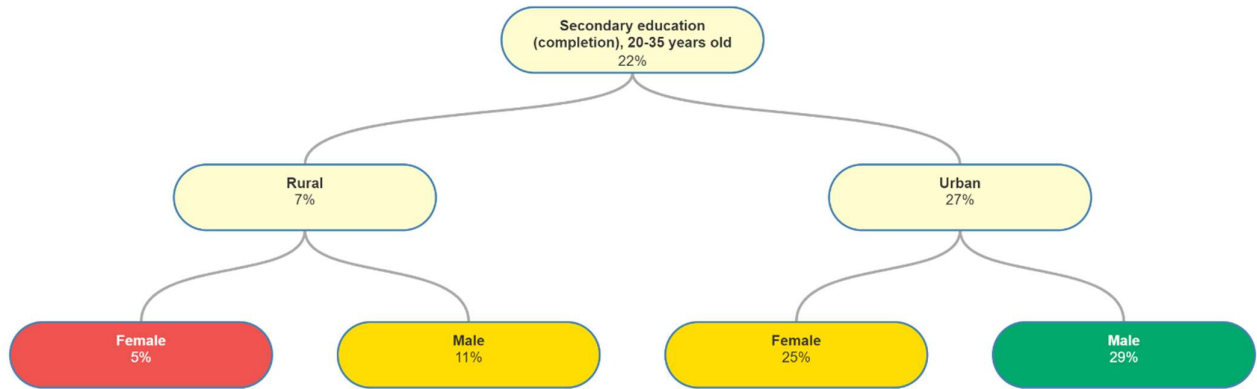 Secondary education
(completion), 20-35 years old
22%
Rural
7%
Urban
27%
Female
5%
Male
11%
Female
25%
Male
29%